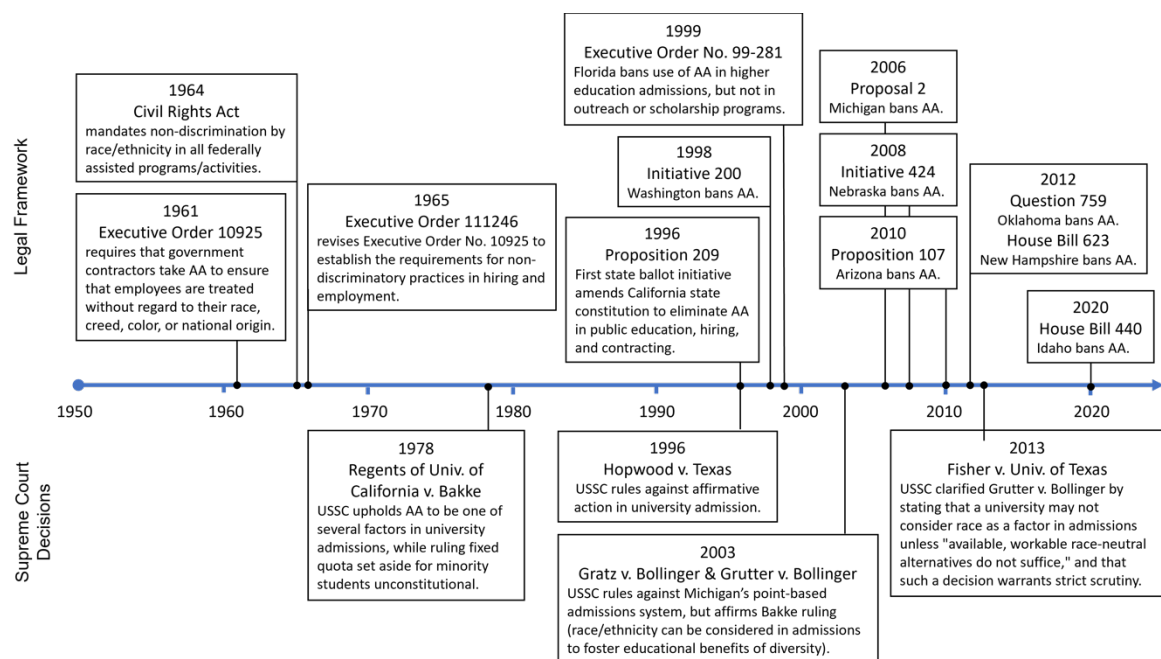 Legal Framework
1964
Civil Rights Act
mandates non-discrimination by
race/ethnicity in all federally
assisted programs/activities.
1961
Executive Order 10925
requires that government
contractors take AA to ensure
that employees are treated
without regard to their race,
creed, color, or national origin.
1965
Executive Order 111246
revises Executive Order No. 10925 to
establish the requirements for non-
discriminatory practices in hiring and
employment.
1999
Executive Order No. 99-281
Florida bans use of AA in higher
education admissions, but not in
outreach or scholarship programs.
1998
Initiative 200
Washington bans AA.
1996
Proposition 209
First state ballot initiative
amends California state
constitution to eliminate AA
in public education, hiring,
and contracting.
2006
Proposal 2
Michigan bans AA.
2008
Initiative 424
Nebraska bans AA.
2010
Proposition 107
Arizona bans AA.
2012
Question 759
Oklahoma bans AA.
House Bill 623
New Hampshire bans AA.
2020
House Bill 440
Idaho bans AA.
1950 1960 1970 1980 1990 2000 2010 2020
Supreme Court
Decisions
1978
Regents of Univ. of
California v. Bakke
USSC upholds AA to be one of
several factors in university
admissions, while ruling fixed
quota set aside for minority
students unconstitutional.
1996
Hopwood v. Texas
USSC rules against affirmative
action in university admission.
2003
Gratz v. Bollinger & Grutter v. Bollinger
USSC rules against Michigan's point-based
admissions system, but affirms Bakke ruling
(race/ethnicity can be considered in admissions
to foster educational benefits of diversity).
2013
Fisher v. Univ. of Texas
USSC clarified Grutter v. Bollinger by
stating that a university may not
consider race as a factor in admissions
unless "available, workable race-neutral
alternatives do not suffice," and that
such a decision warrants strict scrutiny.